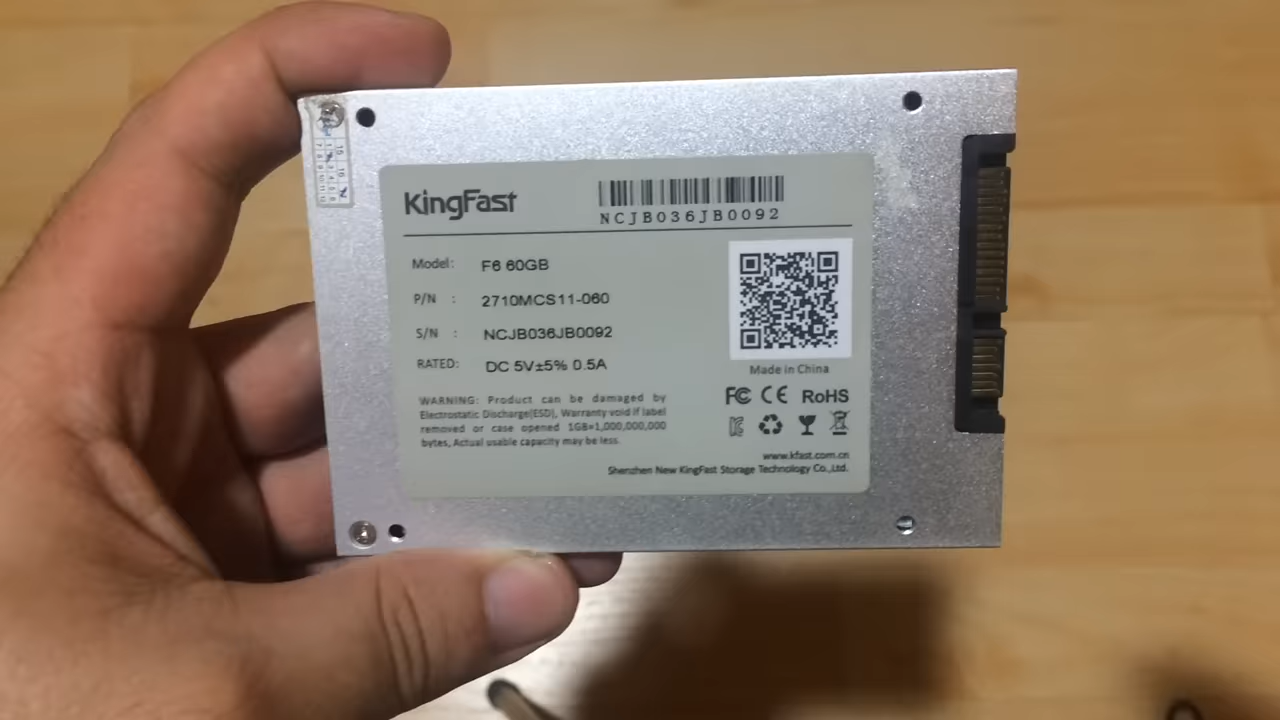 KingFast
NCJB036JB0092
Model: F6 60GB
P/N : 2710MCS11-060
S/N : NCJB036JB0092
RATED: DC 5V±5% 0.5A
WARNING: Product can be damaged by
Electrostatic Discharge(ESD), Warranty void if label
removed or case opened 1GB=1,000,000,000
bytes, Actual usable capacity may be less.
Made in China
FC CE RoHS
www.kfast.com.cn
Shenzhen New KingFast Storage Technology Co.,Ltd.
15 16